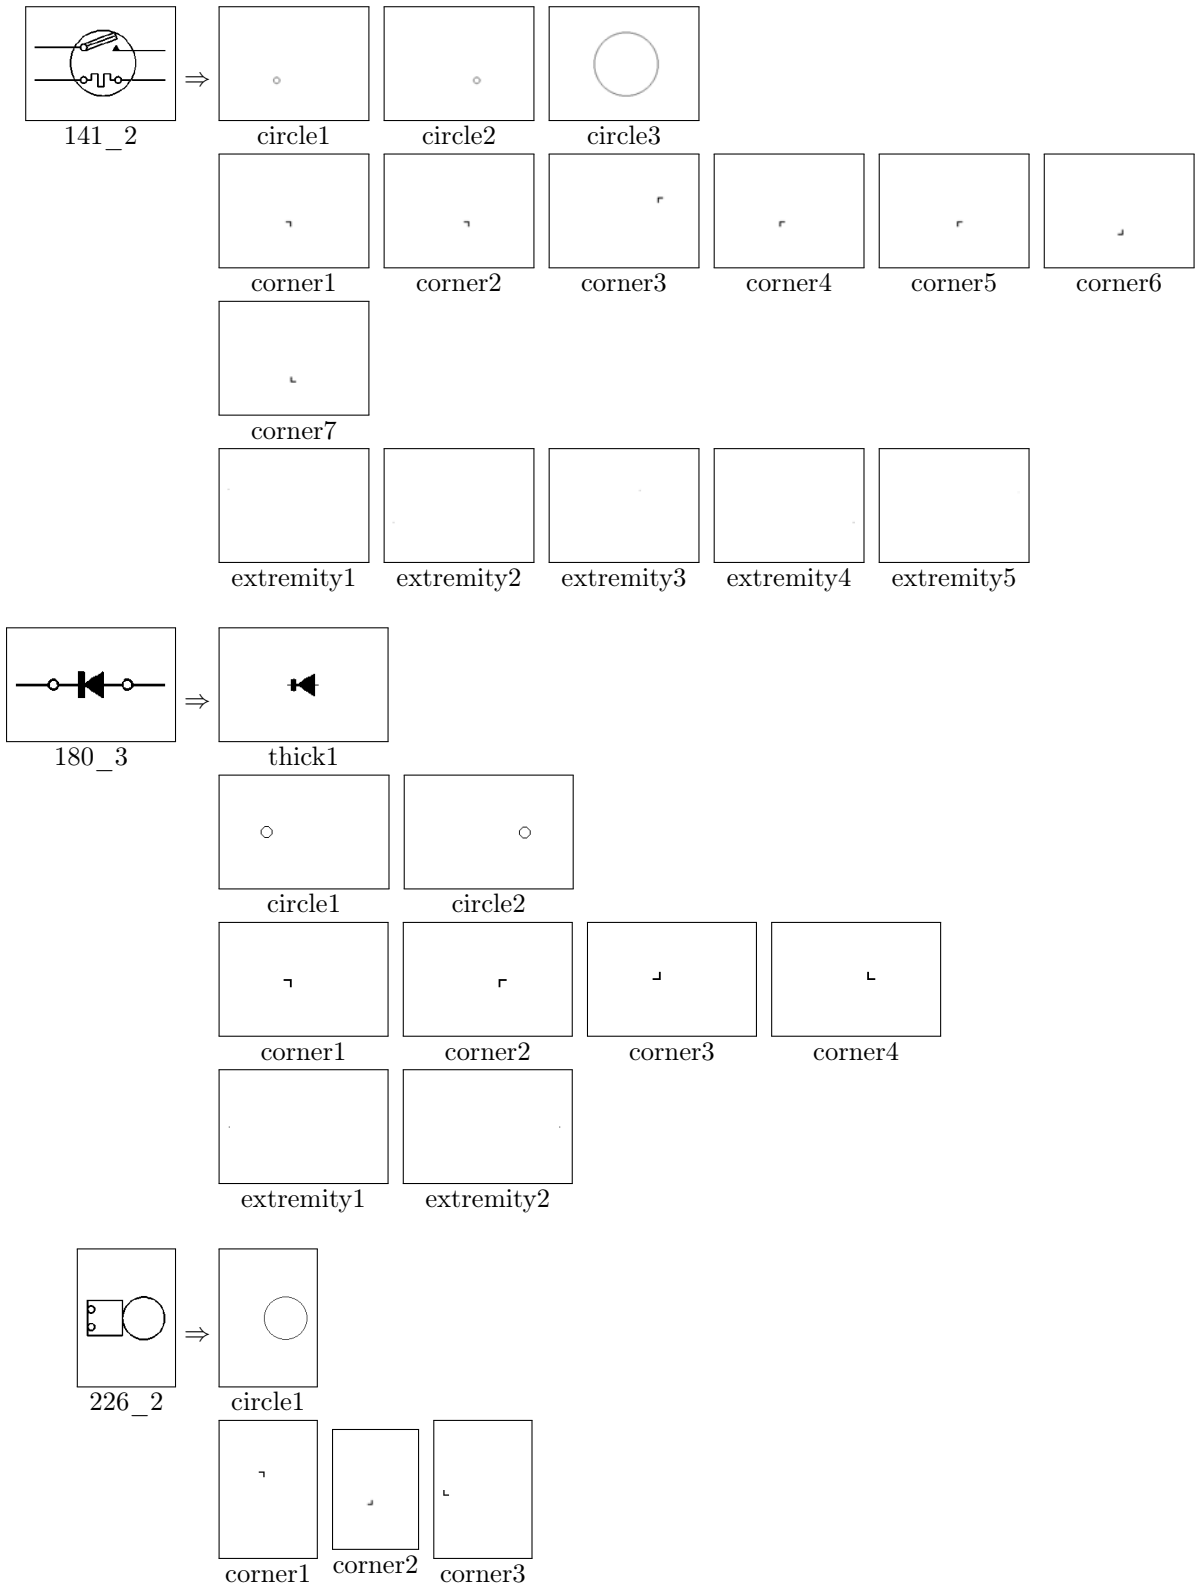 141_2 ⇒ circle1 circle2 circle3
corner1 corner2 corner3 corner4 corner5 corner6
corner7
extremity1 extremity2 extremity3 extremity4 extremity5
180_3 ⇒ thick1
circle1 circle2
corner1 corner2 corner3 corner4
extremity1 extremity2
226_2 ⇒ circle1
corner1 corner2 corner3